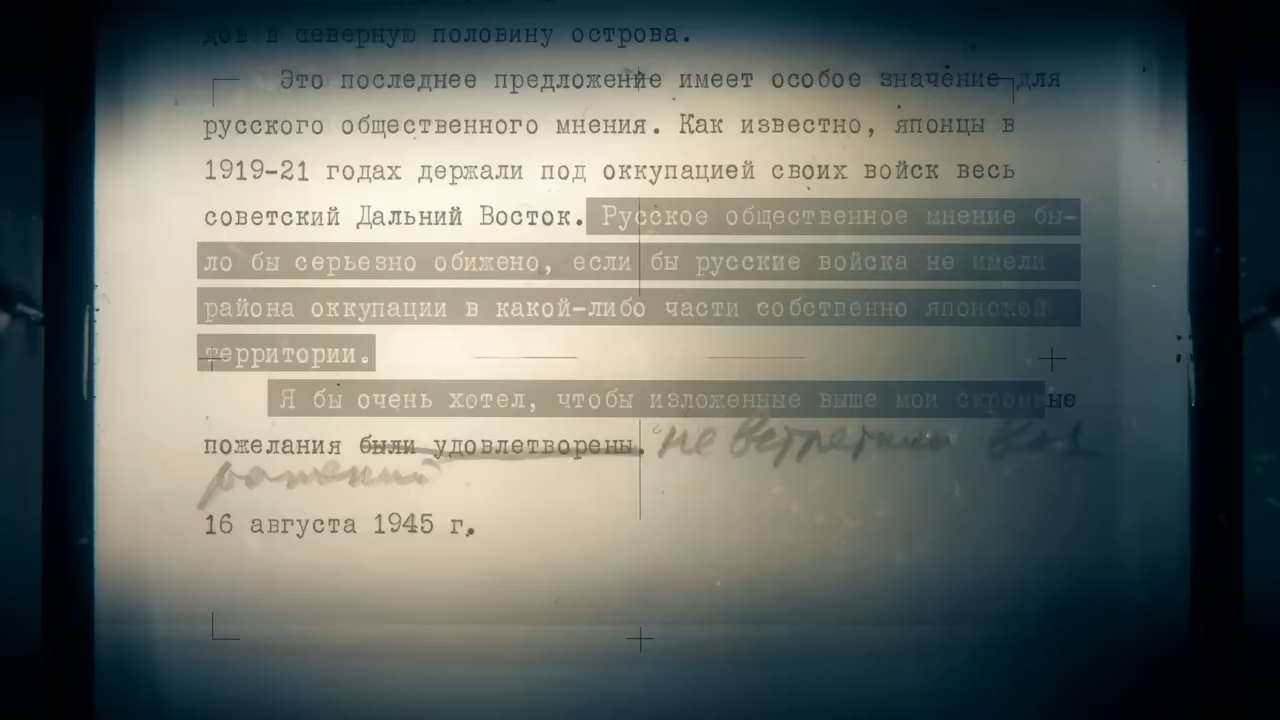 дов в северную половину острова.
Это последнее предложение имеет особое значение для
русского общественного мнения. Как известно, японцы в
1919-21 годах держали под оккупацией своих войск весь
советский Дальний Восток. Русское общественное мнение бы-
ло бы серьезно обижено, если бы русские войска не имели
района оккупации в какой-либо части собственно японской
территории.
Я бы очень хотел, чтобы изложенные выше мои скромные
пожелания были удовлетворены. не встретили воз
ражений
16 августа 1945 г.